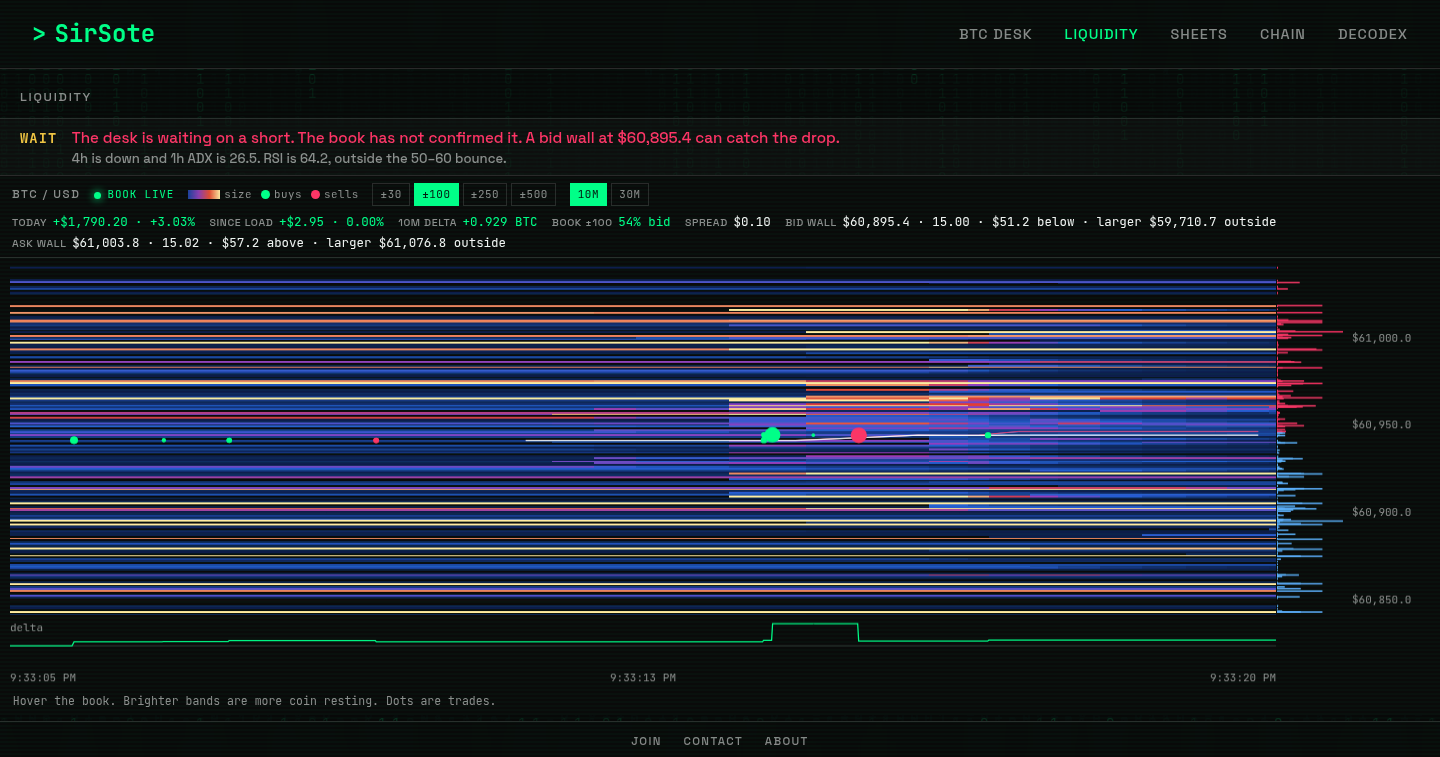 > SirSote
BTC DESK LIQUIDITY SHEETS CHAIN DECODEX
LIQUIDITY
WAIT The desk is waiting on a short. The book has not confirmed it. A bid wall at $60,895.4 can catch the drop.
4h is down and 1h ADX is 26.5. RSI is 64.2, outside the 50–60 bounce.
BTC / USD BOOK LIVE size buys sells ±30 ±100 ±250 ±500 10M 30M
TODAY +$1,790.20 · +3.03% SINCE LOAD +$2.95 · 0.00% 10M DELTA +0.929 BTC BOOK ±100 54% bid SPREAD $0.10 BID WALL $60,895.4 · 15.00 · $51.2 below · larger $59,710.7 outside
ASK WALL $61,003.8 · 15.02 · $57.2 above · larger $61,076.8 outside
$61,000.0
$60,950.0
$60,900.0
$60,850.0
delta
9:33:05 PM 9:33:13 PM 9:33:20 PM
Hover the book. Brighter bands are more coin resting. Dots are trades.
JOIN CONTACT ABOUT